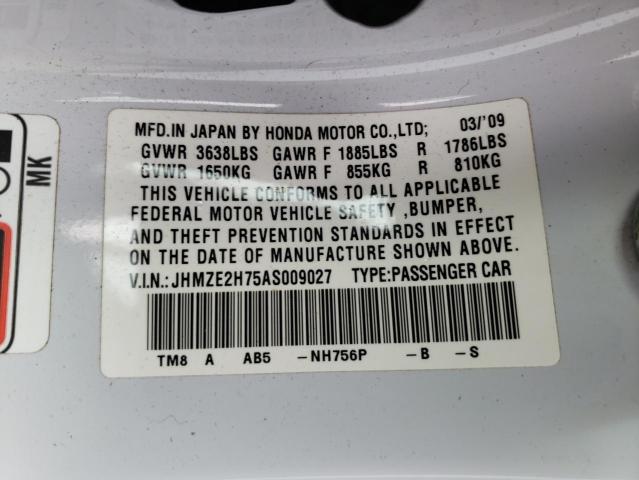 MFD.IN JAPAN BY HONDA MOTOR CO.,LTD; 03/'09
GVWR 3638LBS GAWR F 1885LBS R 1786LBS
GVWR 1650KG GAWR F 855KG R 810KG
THIS VEHICLE CONFORMS TO ALL APPLICABLE
FEDERAL MOTOR VEHICLE SAFETY ,BUMPER,
AND THEFT PREVENTION STANDARDS IN EFFECT
ON THE DATE OF MANUFACTURE SHOWN ABOVE.
V.I.N.: JHMZE2H75AS009027 TYPE:PASSENGER CAR
TM8 A AB5 -NH756P -B -S
MK